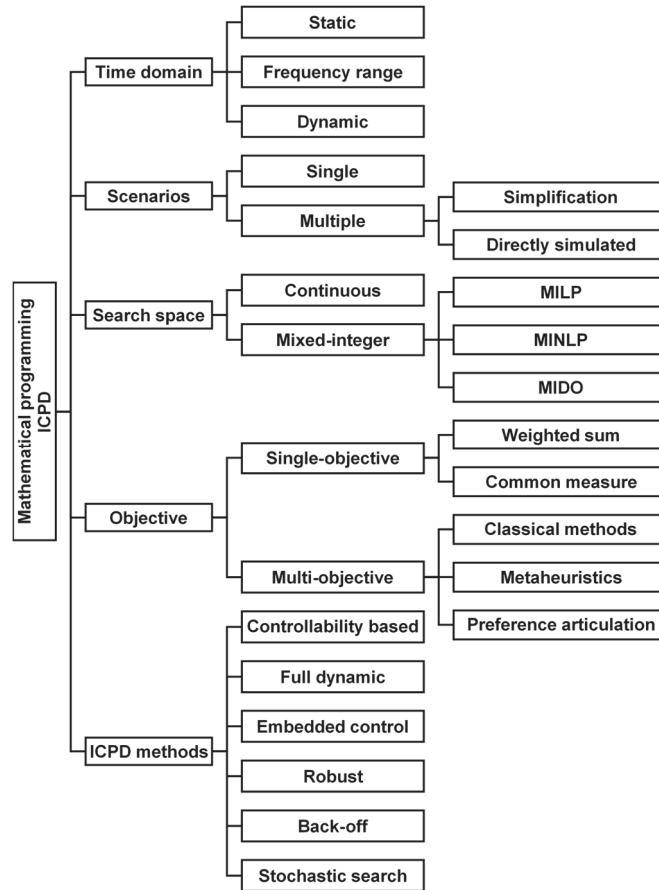 Mathematical programming
ICPD
Time domain
Static
Frequency range
Dynamic
Scenarios
Single
Multiple
Simplification
Directly simulated
Search space
Continuous
Mixed-integer
MILP
MINLP
MIDO
Objective
Single-objective
Weighted sum
Common measure
Multi-objective
Classical methods
Metaheuristics
Preference articulation
ICPD methods
Controllability based
Full dynamic
Embedded control
Robust
Back-off
Stochastic search